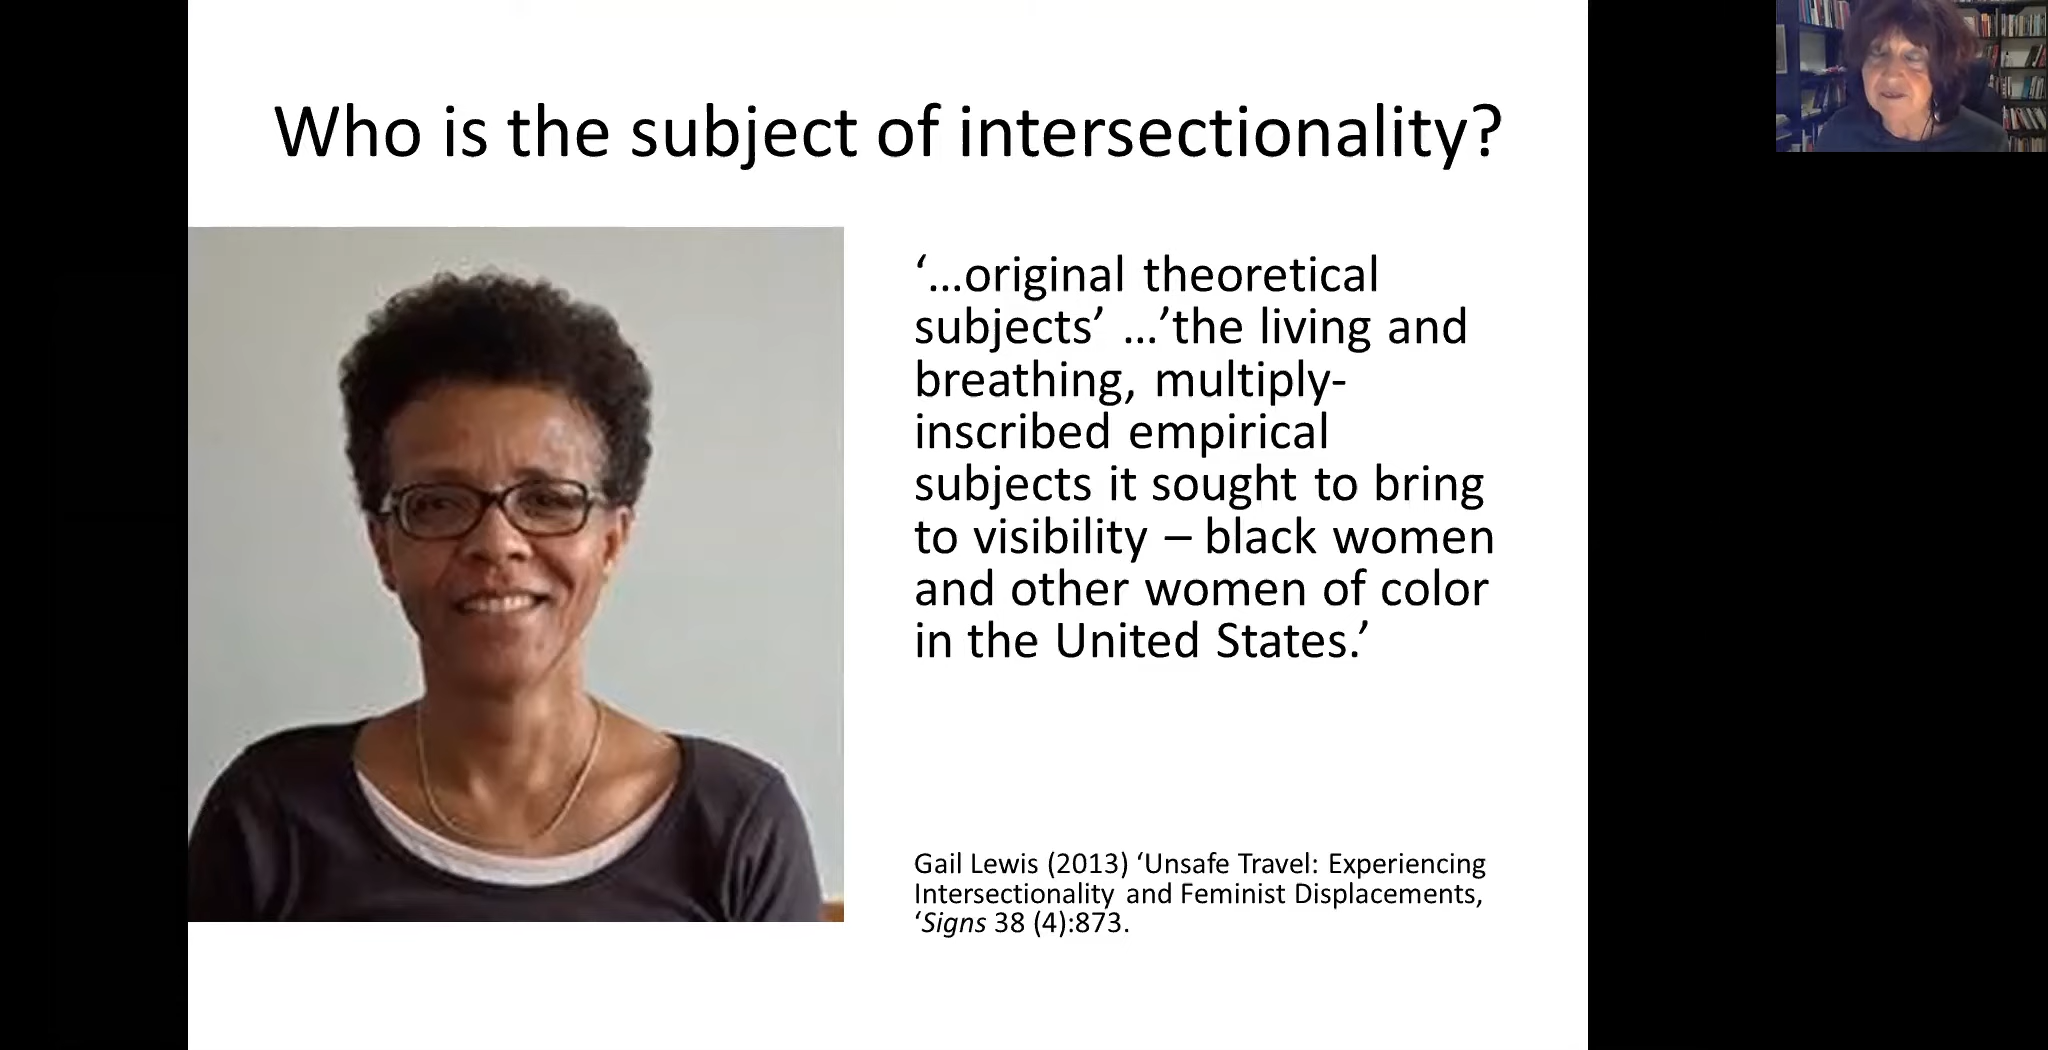 Who is the subject of intersectionality?
‘…original theoretical
subjects’ …’the living and
breathing, multiply-
inscribed empirical
subjects it sought to bring
to visibility – black women
and other women of color
in the United States.’
Gail Lewis (2013) ‘Unsafe Travel: Experiencing
Intersectionality and Feminist Displacements,
‘Signs 38 (4):873.